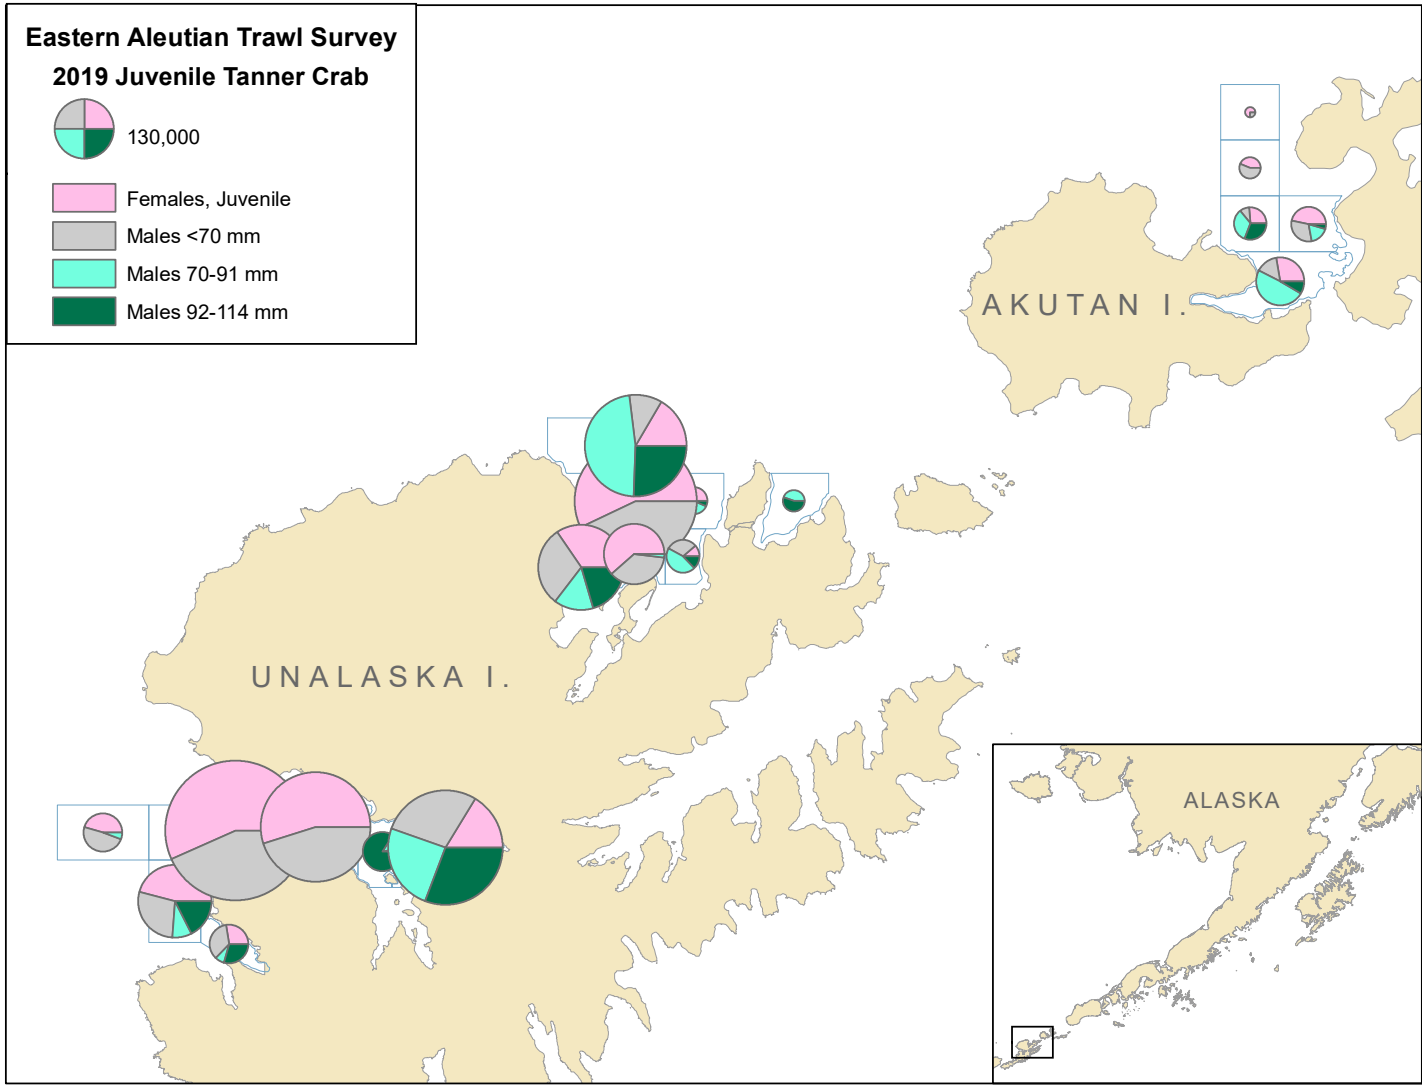 Eastern Aleutian Trawl Survey
2019 Juvenile Tanner Crab
130,000
Females, Juvenile
Males <70 mm
Males 70-91 mm
Males 92-114 mm
AKUTAN I.
UNALASKA I.
ALASKA